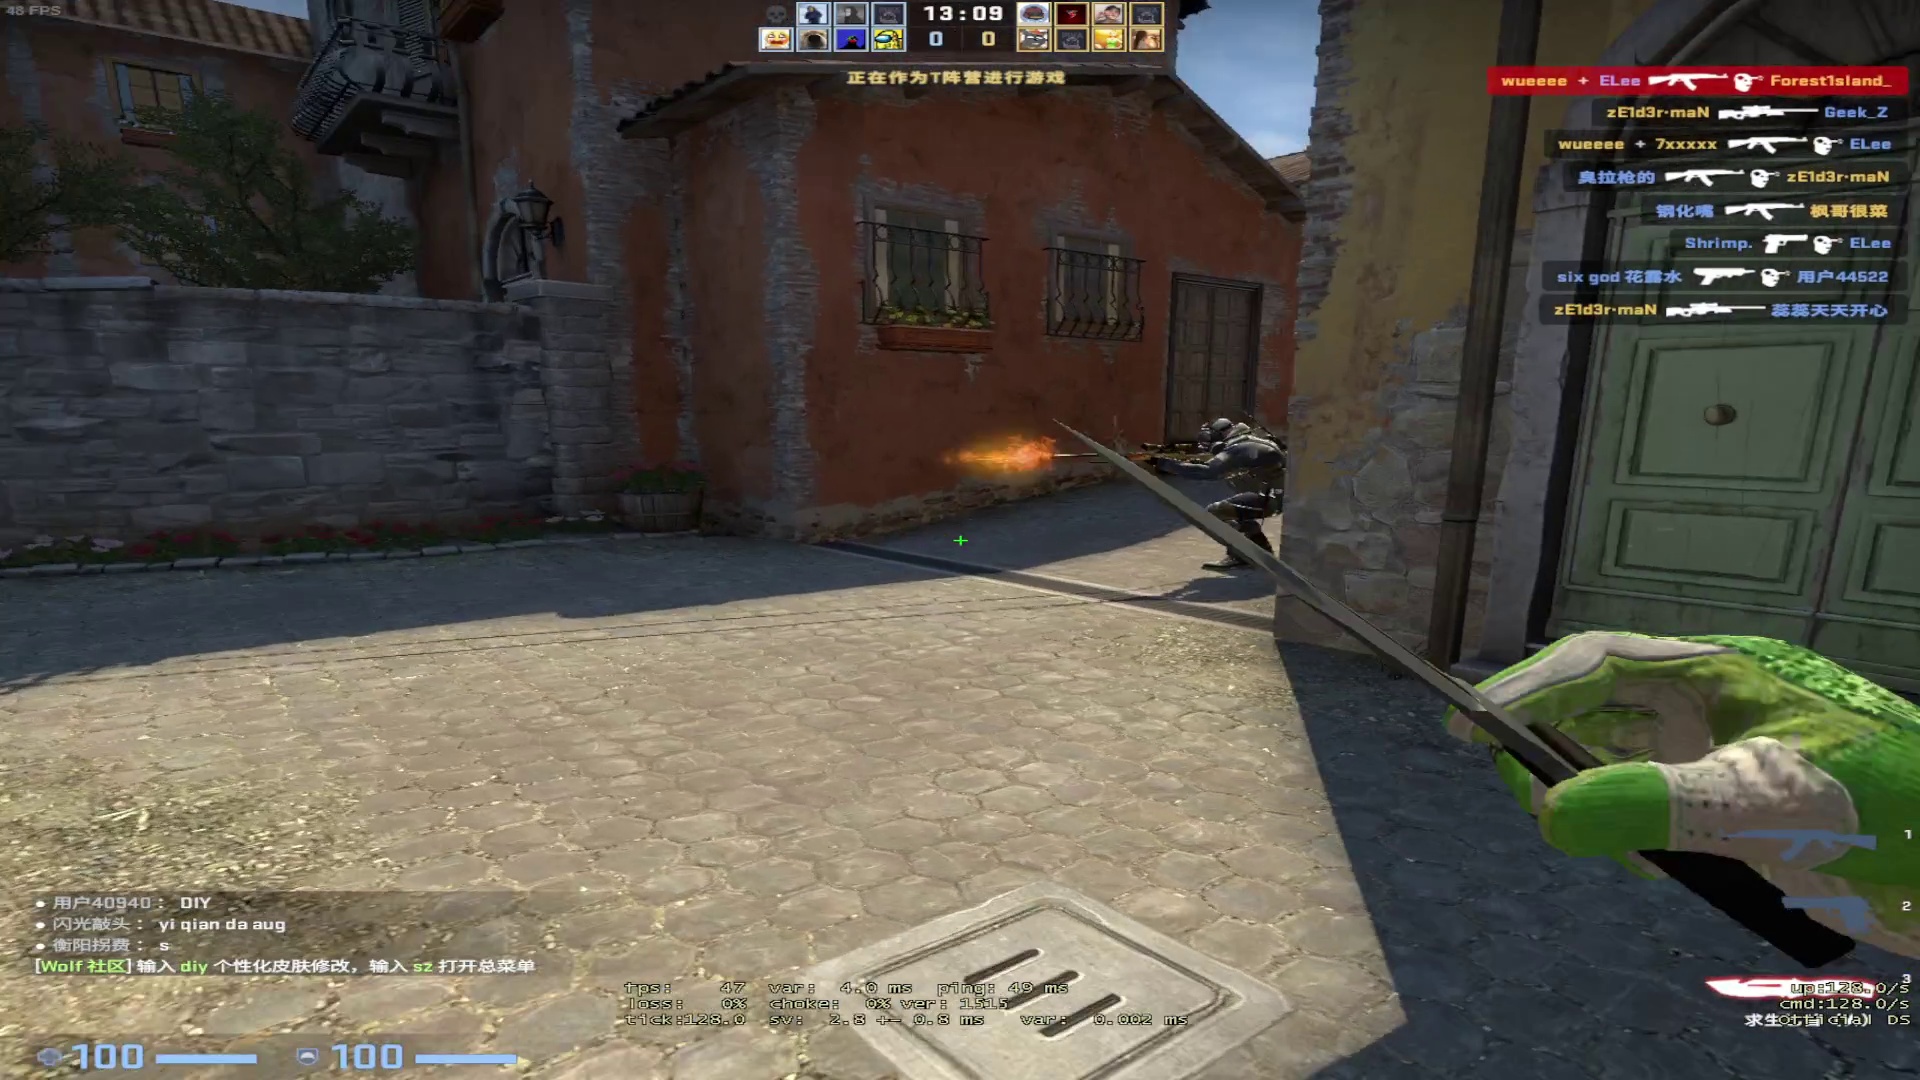 48 FPS
13:09
0 0
正在作为T阵营进行游戏
wueeee + ELee Forest1sland_
zE1d3r·maN Geek_Z
wueeee + 7xxxxx ELee
臭拉枪的 zE1d3r·maN
钢化嘴 枫哥很菜
Shrimp. ELee
six god 花露水 用户44522
zE1d3r·maN 蕊蕊天天开心
1
2
3
用户40940： DIY
闪光敲头： yi qian da aug
衡阳拐费： s
[Wolf 社区] 输入 diy 个性化皮肤修改，输入 sz 打开总菜单
fps: 47 var: 4.0 ms ping: 49 ms
loss: 0% choke: 0% ver: 1515
tick:128.0 sv: 2.8 +- 0.8 ms var: 0.002 ms
up:128.0/s
cmd:128.0/s
求生 DS
100 100